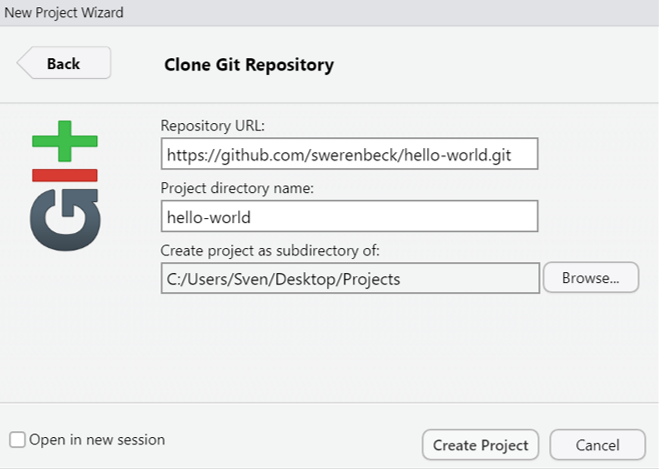 New Project Wizard
Back
Clone Git Repository
Repository URL:
https://github.com/swerenbeck/hello-world.git
Project directory name:
hello-world
Create project as subdirectory of:
C:/Users/Sven/Desktop/Projects
Browse...
GIT
Open in new session
Create Project
Cancel